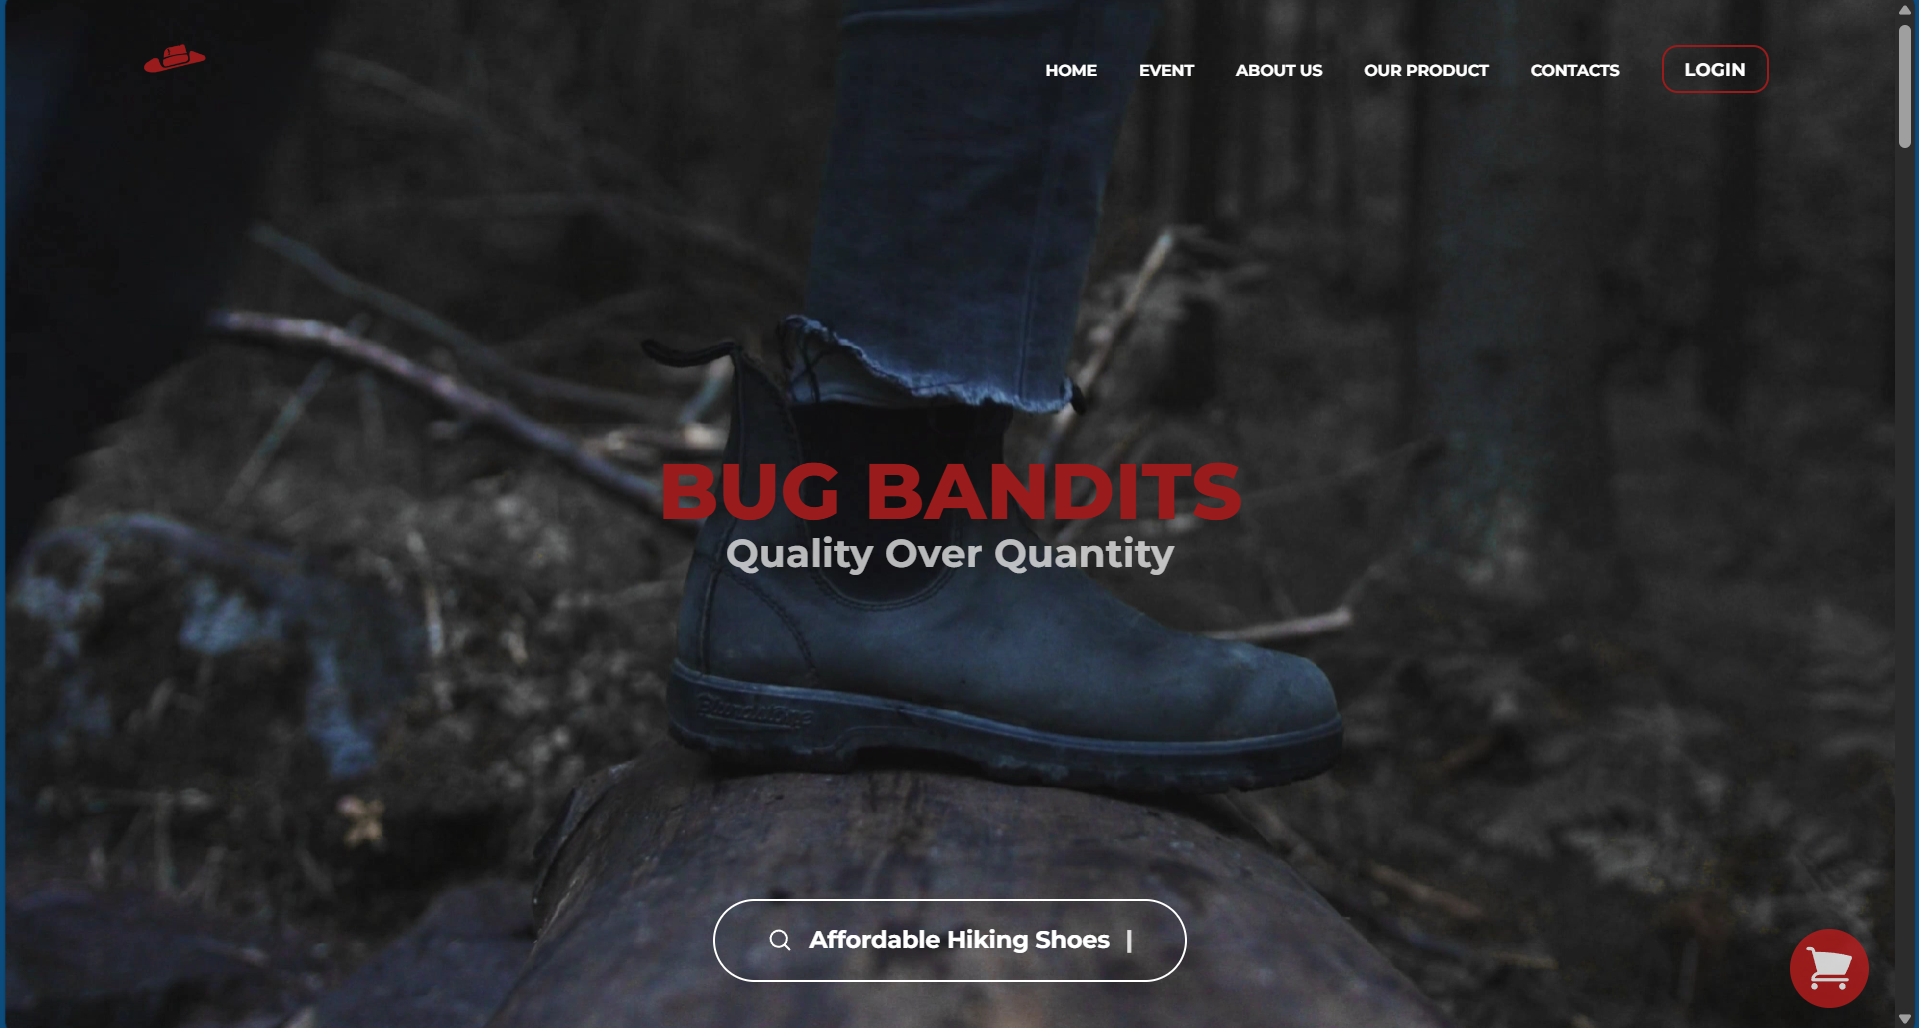 HOME EVENT ABOUT US OUR PRODUCT CONTACTS LOGIN
BUG BANDITS
Quality Over Quantity
Affordable Hiking Shoes |